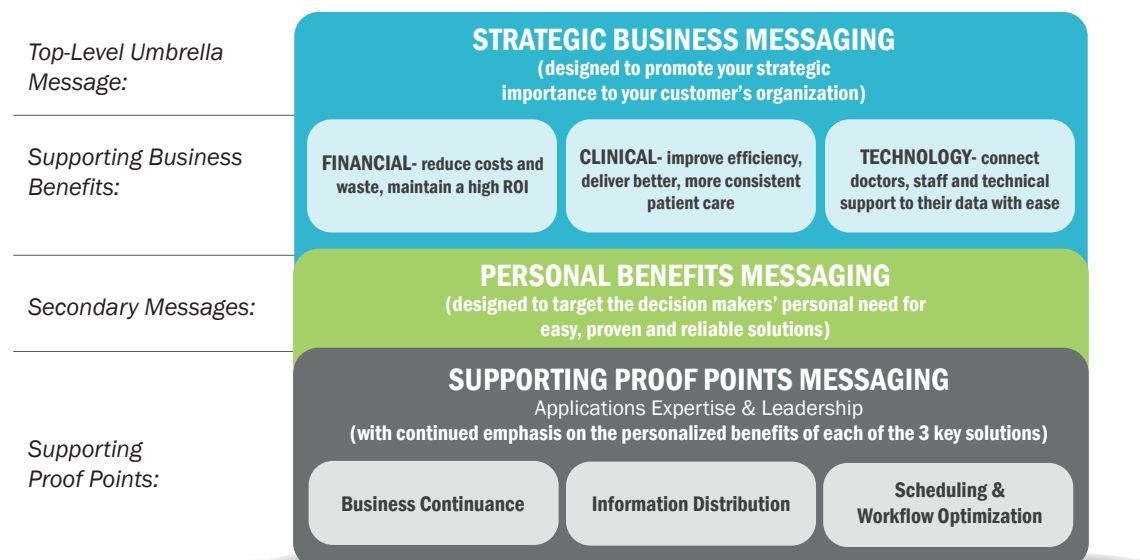 Top-Level Umbrella
Message:
STRATEGIC BUSINESS MESSAGING
(designed to promote your strategic
importance to your customer's organization)
Supporting Business
Benefits:
FINANCIAL- reduce costs and
waste, maintain a high ROI
CLINICAL- improve efficiency,
deliver better, more consistent
patient care
TECHNOLOGY- connect
doctors, staff and technical
support to their data with ease
Secondary Messages:
PERSONAL BENEFITS MESSAGING
(designed to target the decision makers' personal need for
easy, proven and reliable solutions)
Supporting
Proof Points:
SUPPORTING PROOF POINTS MESSAGING
Applications Expertise & Leadership
(with continued emphasis on the personalized benefits of each of the 3 key solutions)
Business Continuance
Information Distribution
Scheduling &
Workflow Optimization